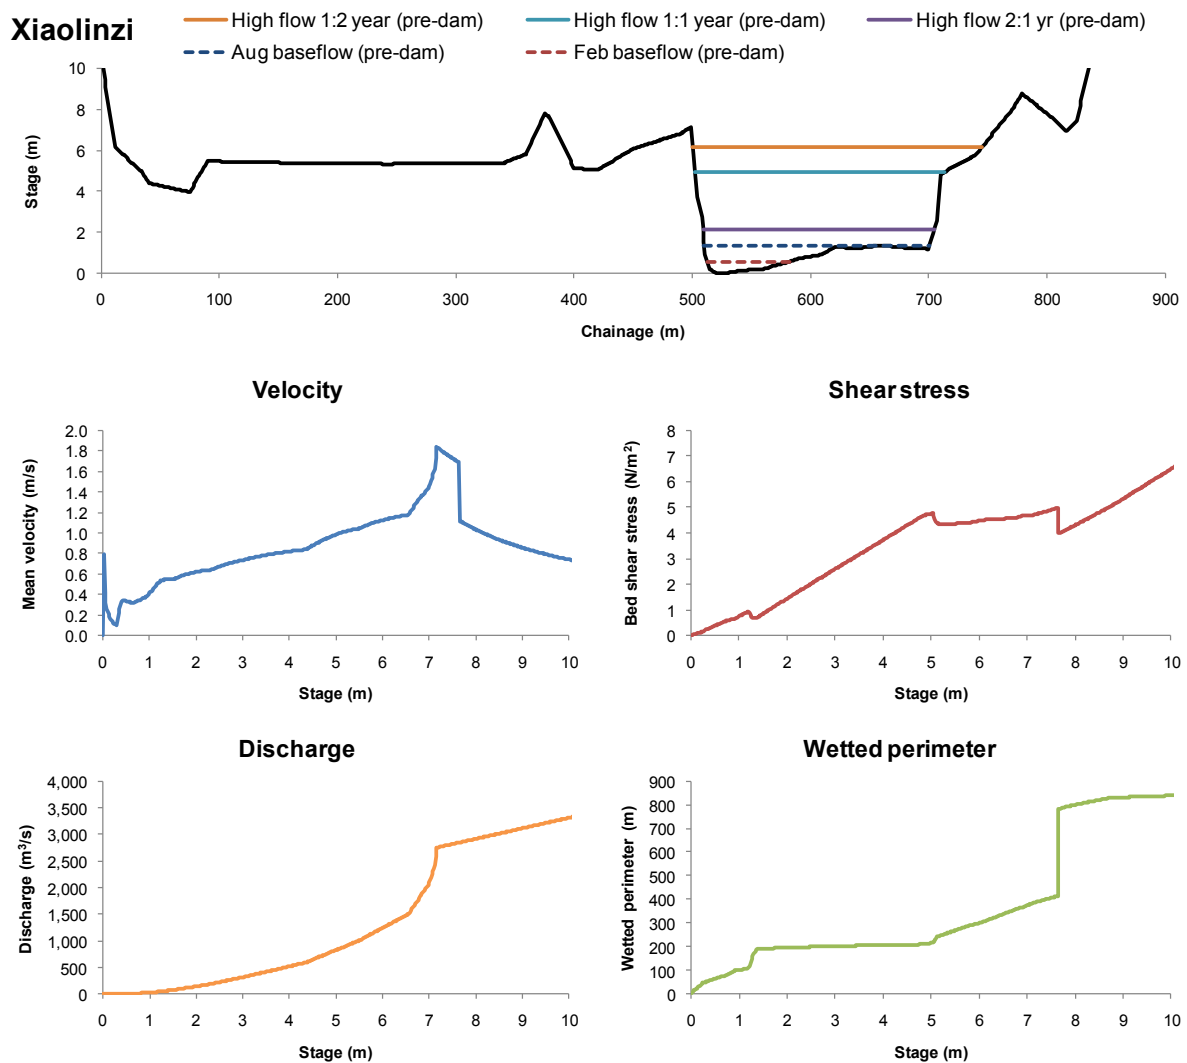 Xiaolinzi
High flow 1:2 year (pre-dam) High flow 1:1 year (pre-dam) High flow 2:1 yr (pre-dam)
Aug baseflow (pre-dam) Feb baseflow (pre-dam)
10
8
6
4
2
0
Stage (m)
0 100 200 300 400 500 600 700 800 900
Chainage (m)
Velocity
2.0
1.8
1.6
1.4
1.2
1.0
0.8
0.6
0.4
0.2
0.0
Mean velocity (m/s)
0 1 2 3 4 5 6 7 8 9 10
Stage (m)
Shear stress
8
7
6
5
4
3
2
1
0
Bed shear stress (N/m²)
0 1 2 3 4 5 6 7 8 9 10
Stage (m)
Discharge
4,000
3,500
3,000
2,500
2,000
1,500
1,000
500
0
Discharge (m³/s)
0 1 2 3 4 5 6 7 8 9 10
Stage (m)
Wetted perimeter
900
800
700
600
500
400
300
200
100
0
Wetted perimeter (m)
0 1 2 3 4 5 6 7 8 9 10
Stage (m)